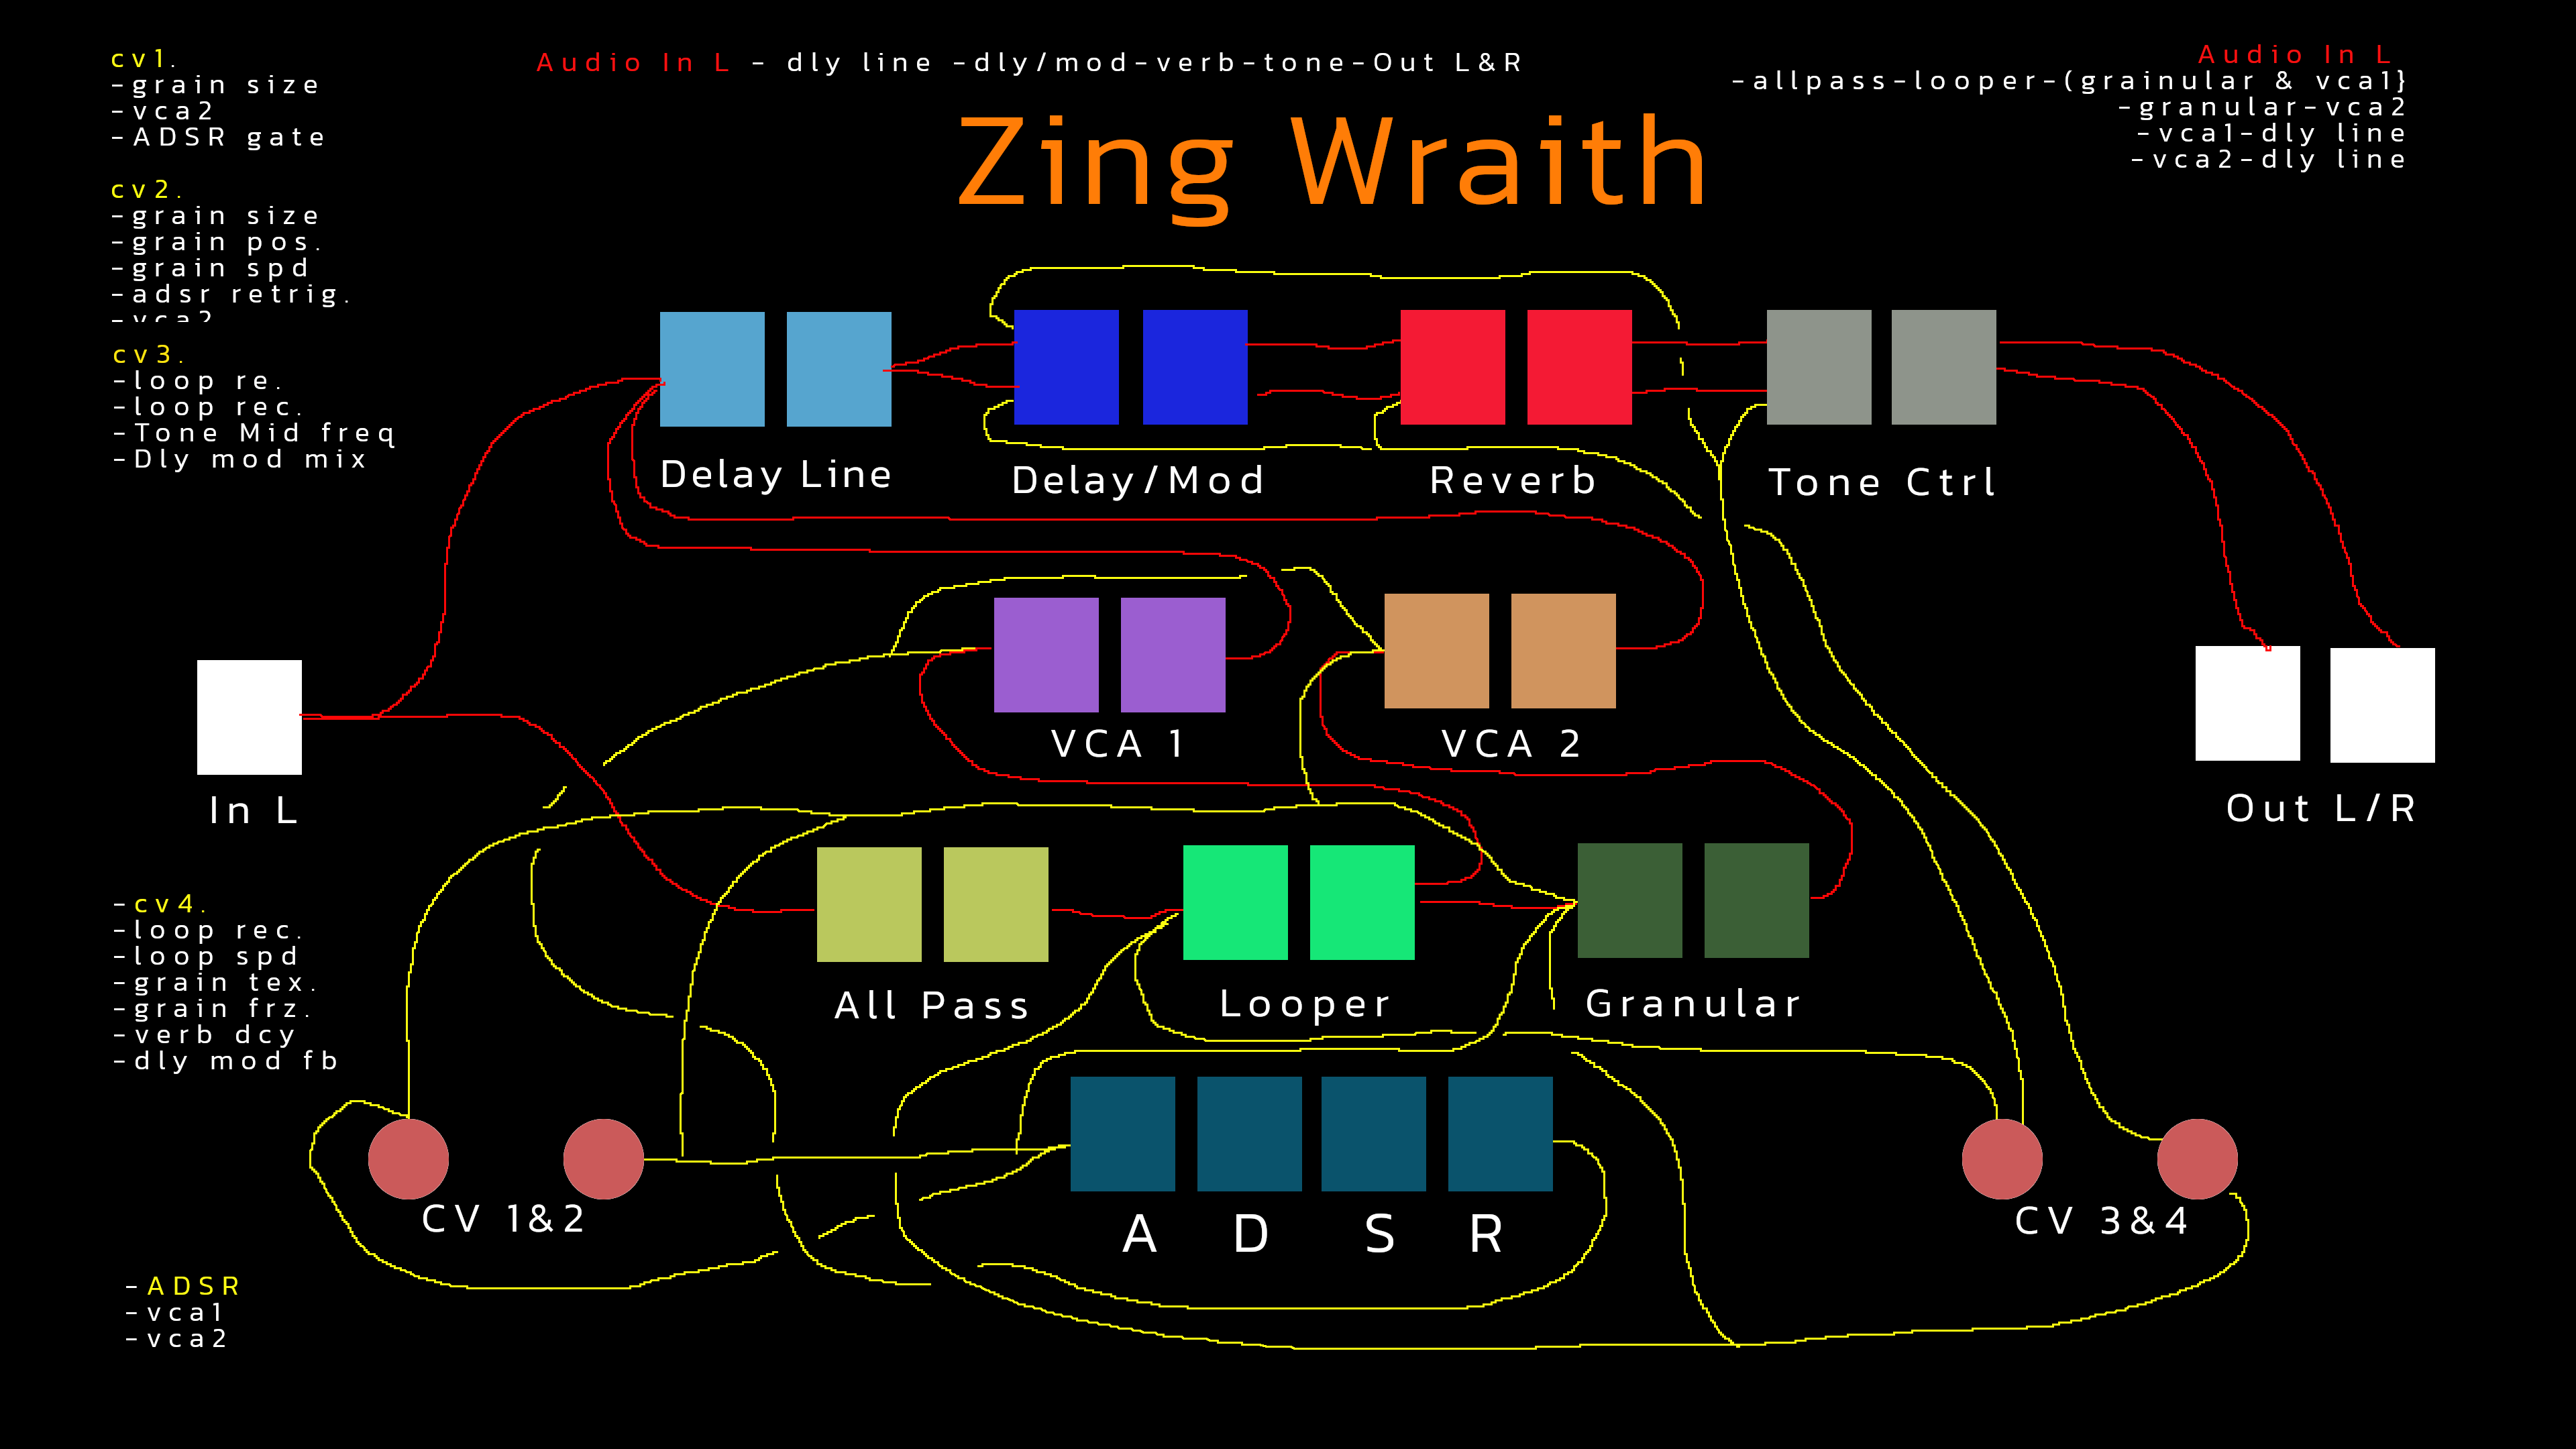 cv1.
-grain size
-vca2
-ADSR gate
cv2.
-grain size
-grain pos.
-grain spd
-adsr retrig.
-vca2
cv3.
-loop re.
-loop rec.
-Tone Mid freq
-Dly mod mix
Audio In L - dly line -dly/mod-verb-tone-Out L&R
Zing Wraith
Audio In L
-allpass-looper-(grainular & vca1}
-granular-vca2
-vca1-dly line
-vca2-dly line
Delay Line
Delay/Mod
Reverb
Tone Ctrl
VCA 1
VCA 2
In L
Out L/R
All Pass
Looper
Granular
-cv4.
-loop rec.
-loop spd
-grain tex.
-grain frz.
-verb dcy
-dly mod fb
CV 1&2
A D S R
CV 3&4
-ADSR
-vca1
-vca2